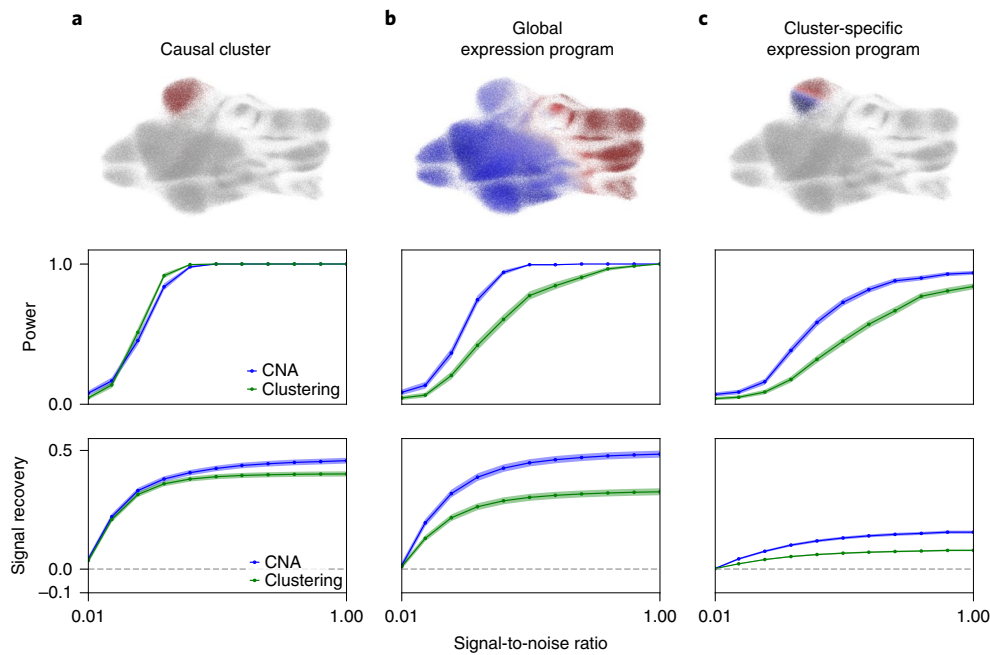 a
Causal cluster
b
Global
expression program
c
Cluster-specific
expression program
Power
1.0
0.0
CNA
Clustering
Signal recovery
0.5
0.0
–0.1
CNA
Clustering
0.01
1.00
0.01
1.00
0.01
1.00
Signal-to-noise ratio